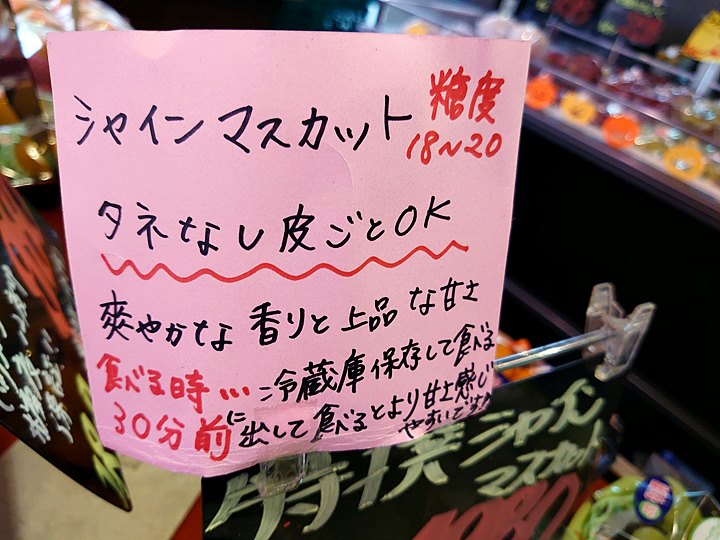 シャインマスカット 糖度
18〜20
タネなし皮ごとOK
爽やかな香りと上品な甘さ
食べる時… 冷蔵庫保存して食べる
30分前に出して食べるとより甘さ感じ
やすいです
特撰 シャイン
マスカット
1080